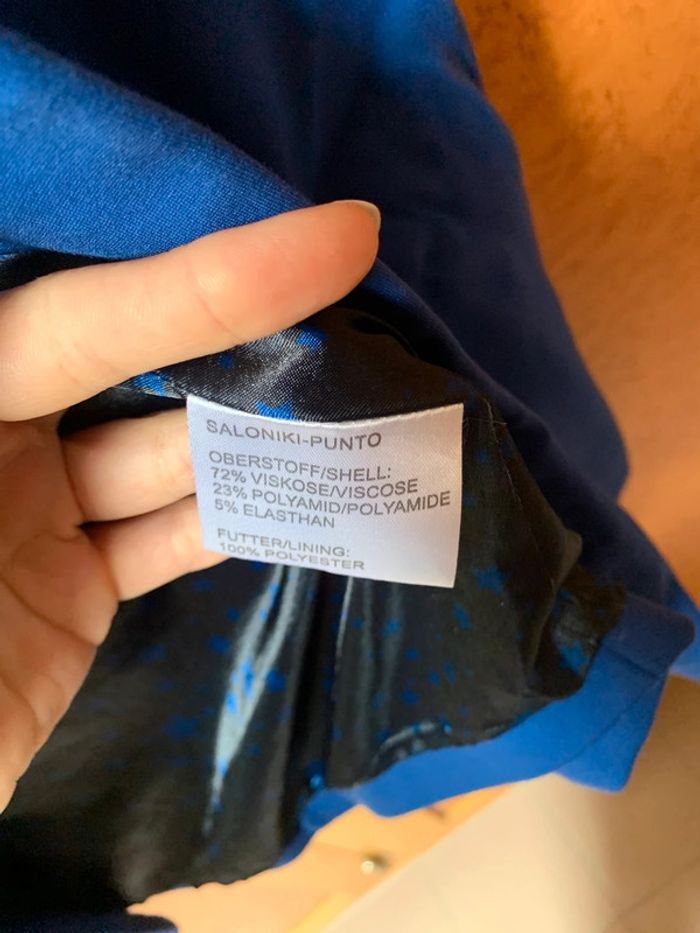 SALONIKI-PUNTO
OBERSTOFF/SHELL:
72% VISKOSE/VISCOSE
23% POLYAMID/POLYAMIDE
5% ELASTHAN
FUTTER/LINING:
100% POLYESTER